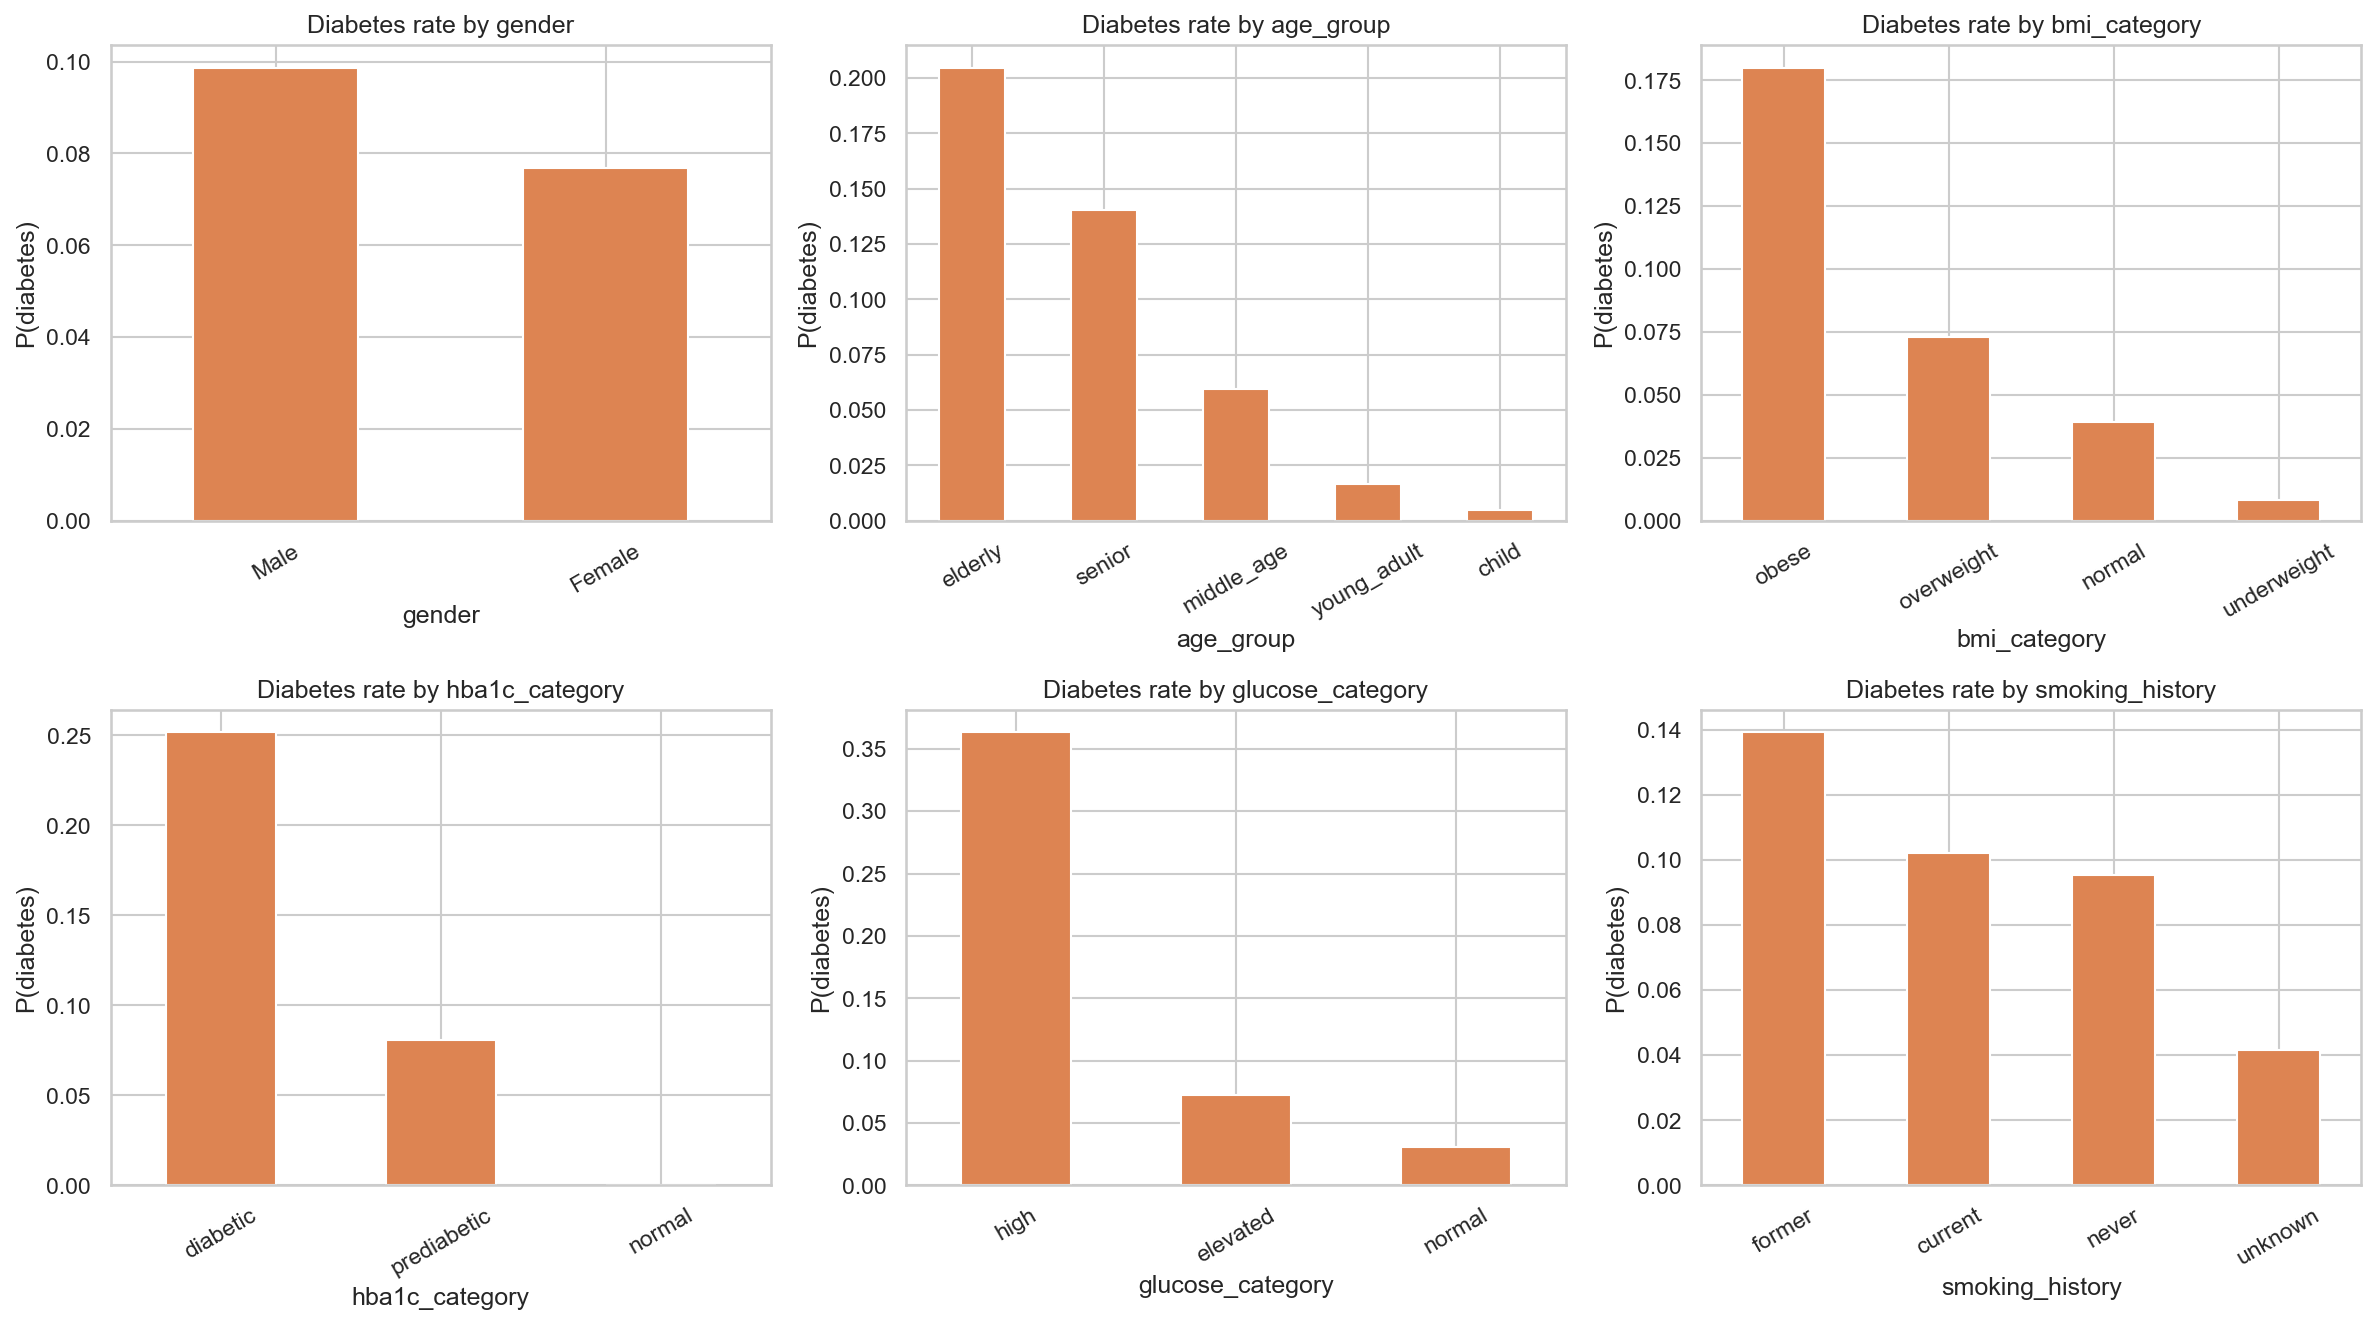 Diabetes rate by gender
P(diabetes)
0.10
0.08
0.06
0.04
0.02
0.00
Male
Female
gender
Diabetes rate by age_group
P(diabetes)
0.200
0.175
0.150
0.125
0.100
0.075
0.050
0.025
0.000
elderly
senior
middle_age
young_adult
child
age_group
Diabetes rate by bmi_category
P(diabetes)
0.175
0.150
0.125
0.100
0.075
0.050
0.025
0.000
obese
overweight
normal
underweight
bmi_category
Diabetes rate by hba1c_category
P(diabetes)
0.25
0.20
0.15
0.10
0.05
0.00
diabetic
prediabetic
normal
hba1c_category
Diabetes rate by glucose_category
P(diabetes)
0.35
0.30
0.25
0.20
0.15
0.10
0.05
0.00
high
elevated
normal
glucose_category
Diabetes rate by smoking_history
P(diabetes)
0.14
0.12
0.10
0.08
0.06
0.04
0.02
0.00
former
current
never
unknown
smoking_history